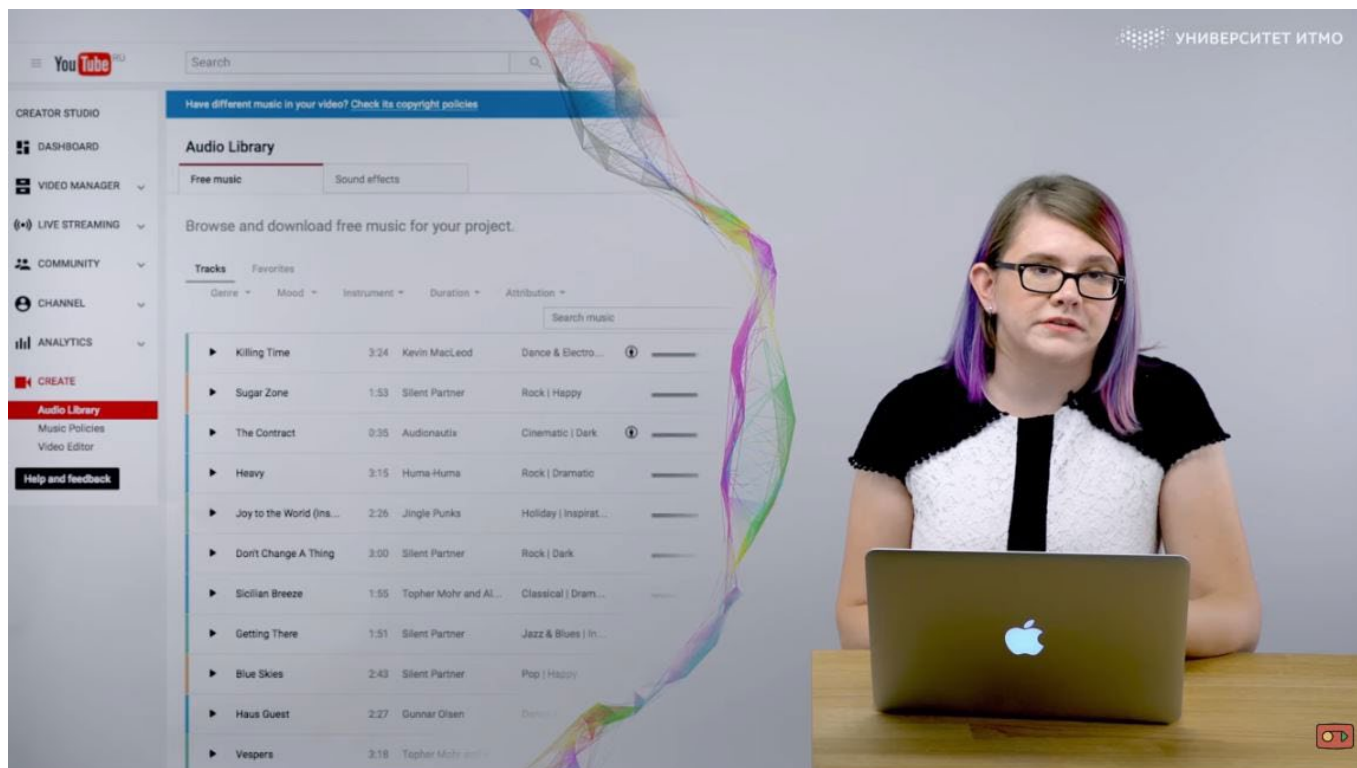 УНИВЕРСИТЕТ ИТМО
YouTube RU
Search
CREATOR STUDIO
DASHBOARD
VIDEO MANAGER
LIVE STREAMING
COMMUNITY
CHANNEL
ANALYTICS
CREATE
Audio Library
Music Policies
Video Editor
Help and feedback
Have different music in your video? Check its copyright policies
Audio Library
Free music Sound effects
Browse and download free music for your project.
Tracks Favorites
Genre Mood Instrument Duration Attribution
Search music
Killing Time 3:24 Kevin MacLeod Dance & Electro...
Sugar Zone 1:53 Silent Partner Rock | Happy
The Contract 0:35 Audionautix Cinematic | Dark
Heavy 3:15 Huma-Huma Rock | Dramatic
Joy to the World (Ins... 2:26 Jingle Punks Holiday | Inspirat...
Don't Change A Thing 3:00 Silent Partner Rock | Dark
Sicilian Breeze 1:55 Topher Mohr and Al... Classical | Dram...
Getting There 1:51 Silent Partner Jazz & Blues | In...
Blue Skies 2:43 Silent Partner Pop | Happy
Haus Guest 2:27 Gunnar Olsen
Vespers 3:18 Topher Mohr and